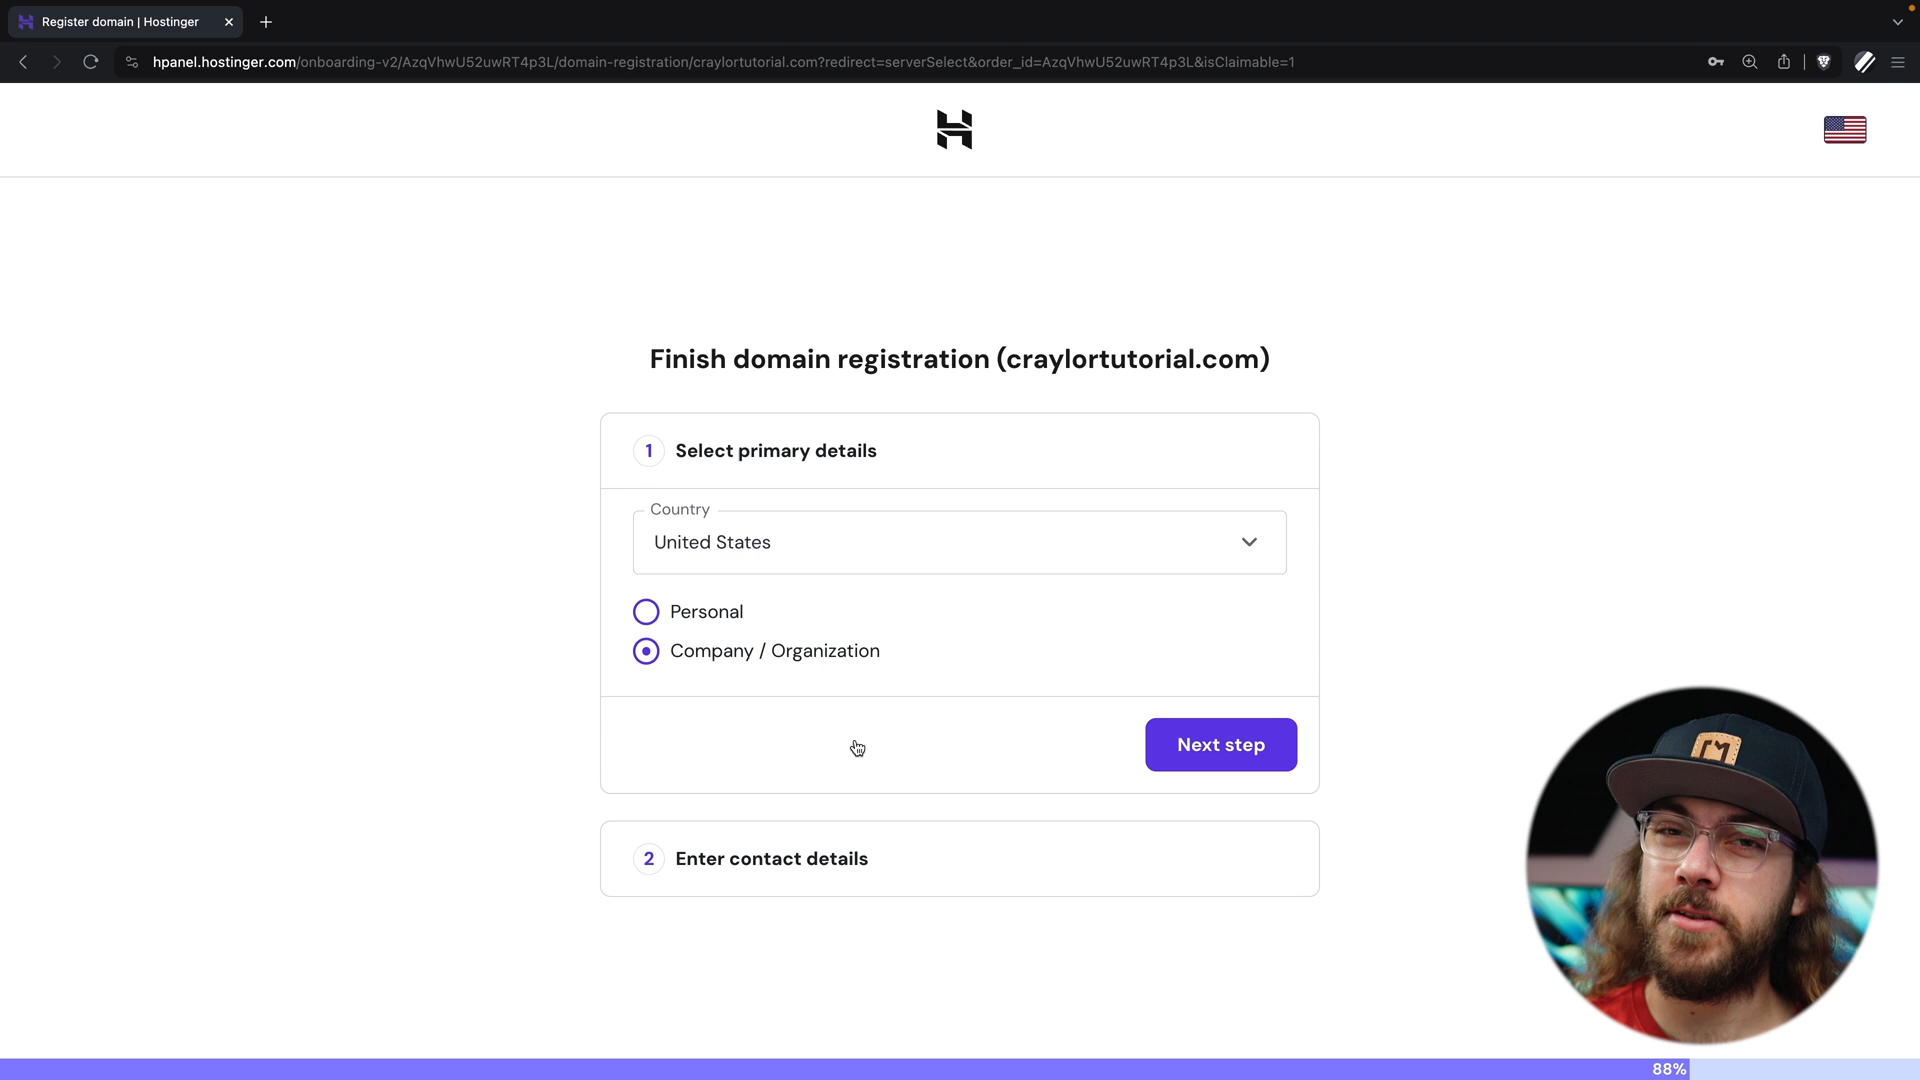 Register domain | Hostinger
hpanel.hostinger.com/onboarding-v2/AzqVhwU52uwRT4p3L/domain-registration/craylortutorial.com?redirect=serverSelect&order_id=AzqVhwU52uwRT4p3L&isClaimable=1
Finish domain registration (craylortutorial.com)
1 Select primary details
Country
United States
Personal
Company / Organization
Next step
2 Enter contact details
88%